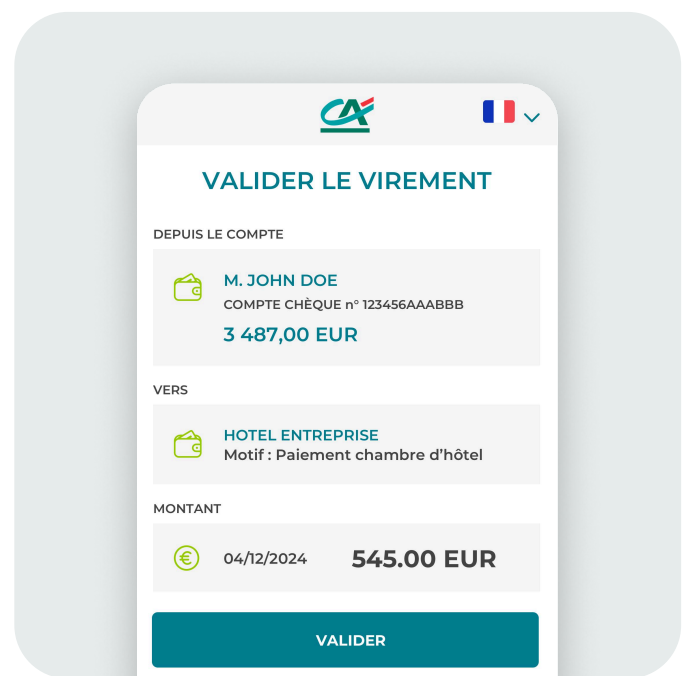 CA
VALIDER LE VIREMENT
DEPUIS LE COMPTE
M. JOHN DOE
COMPTE CHÈQUE n° 123456AAABBB
3 487,00 EUR
VERS
HOTEL ENTREPRISE
Motif : Paiement chambre d’hôtel
MONTANT
€ 04/12/2024 545.00 EUR
VALIDER